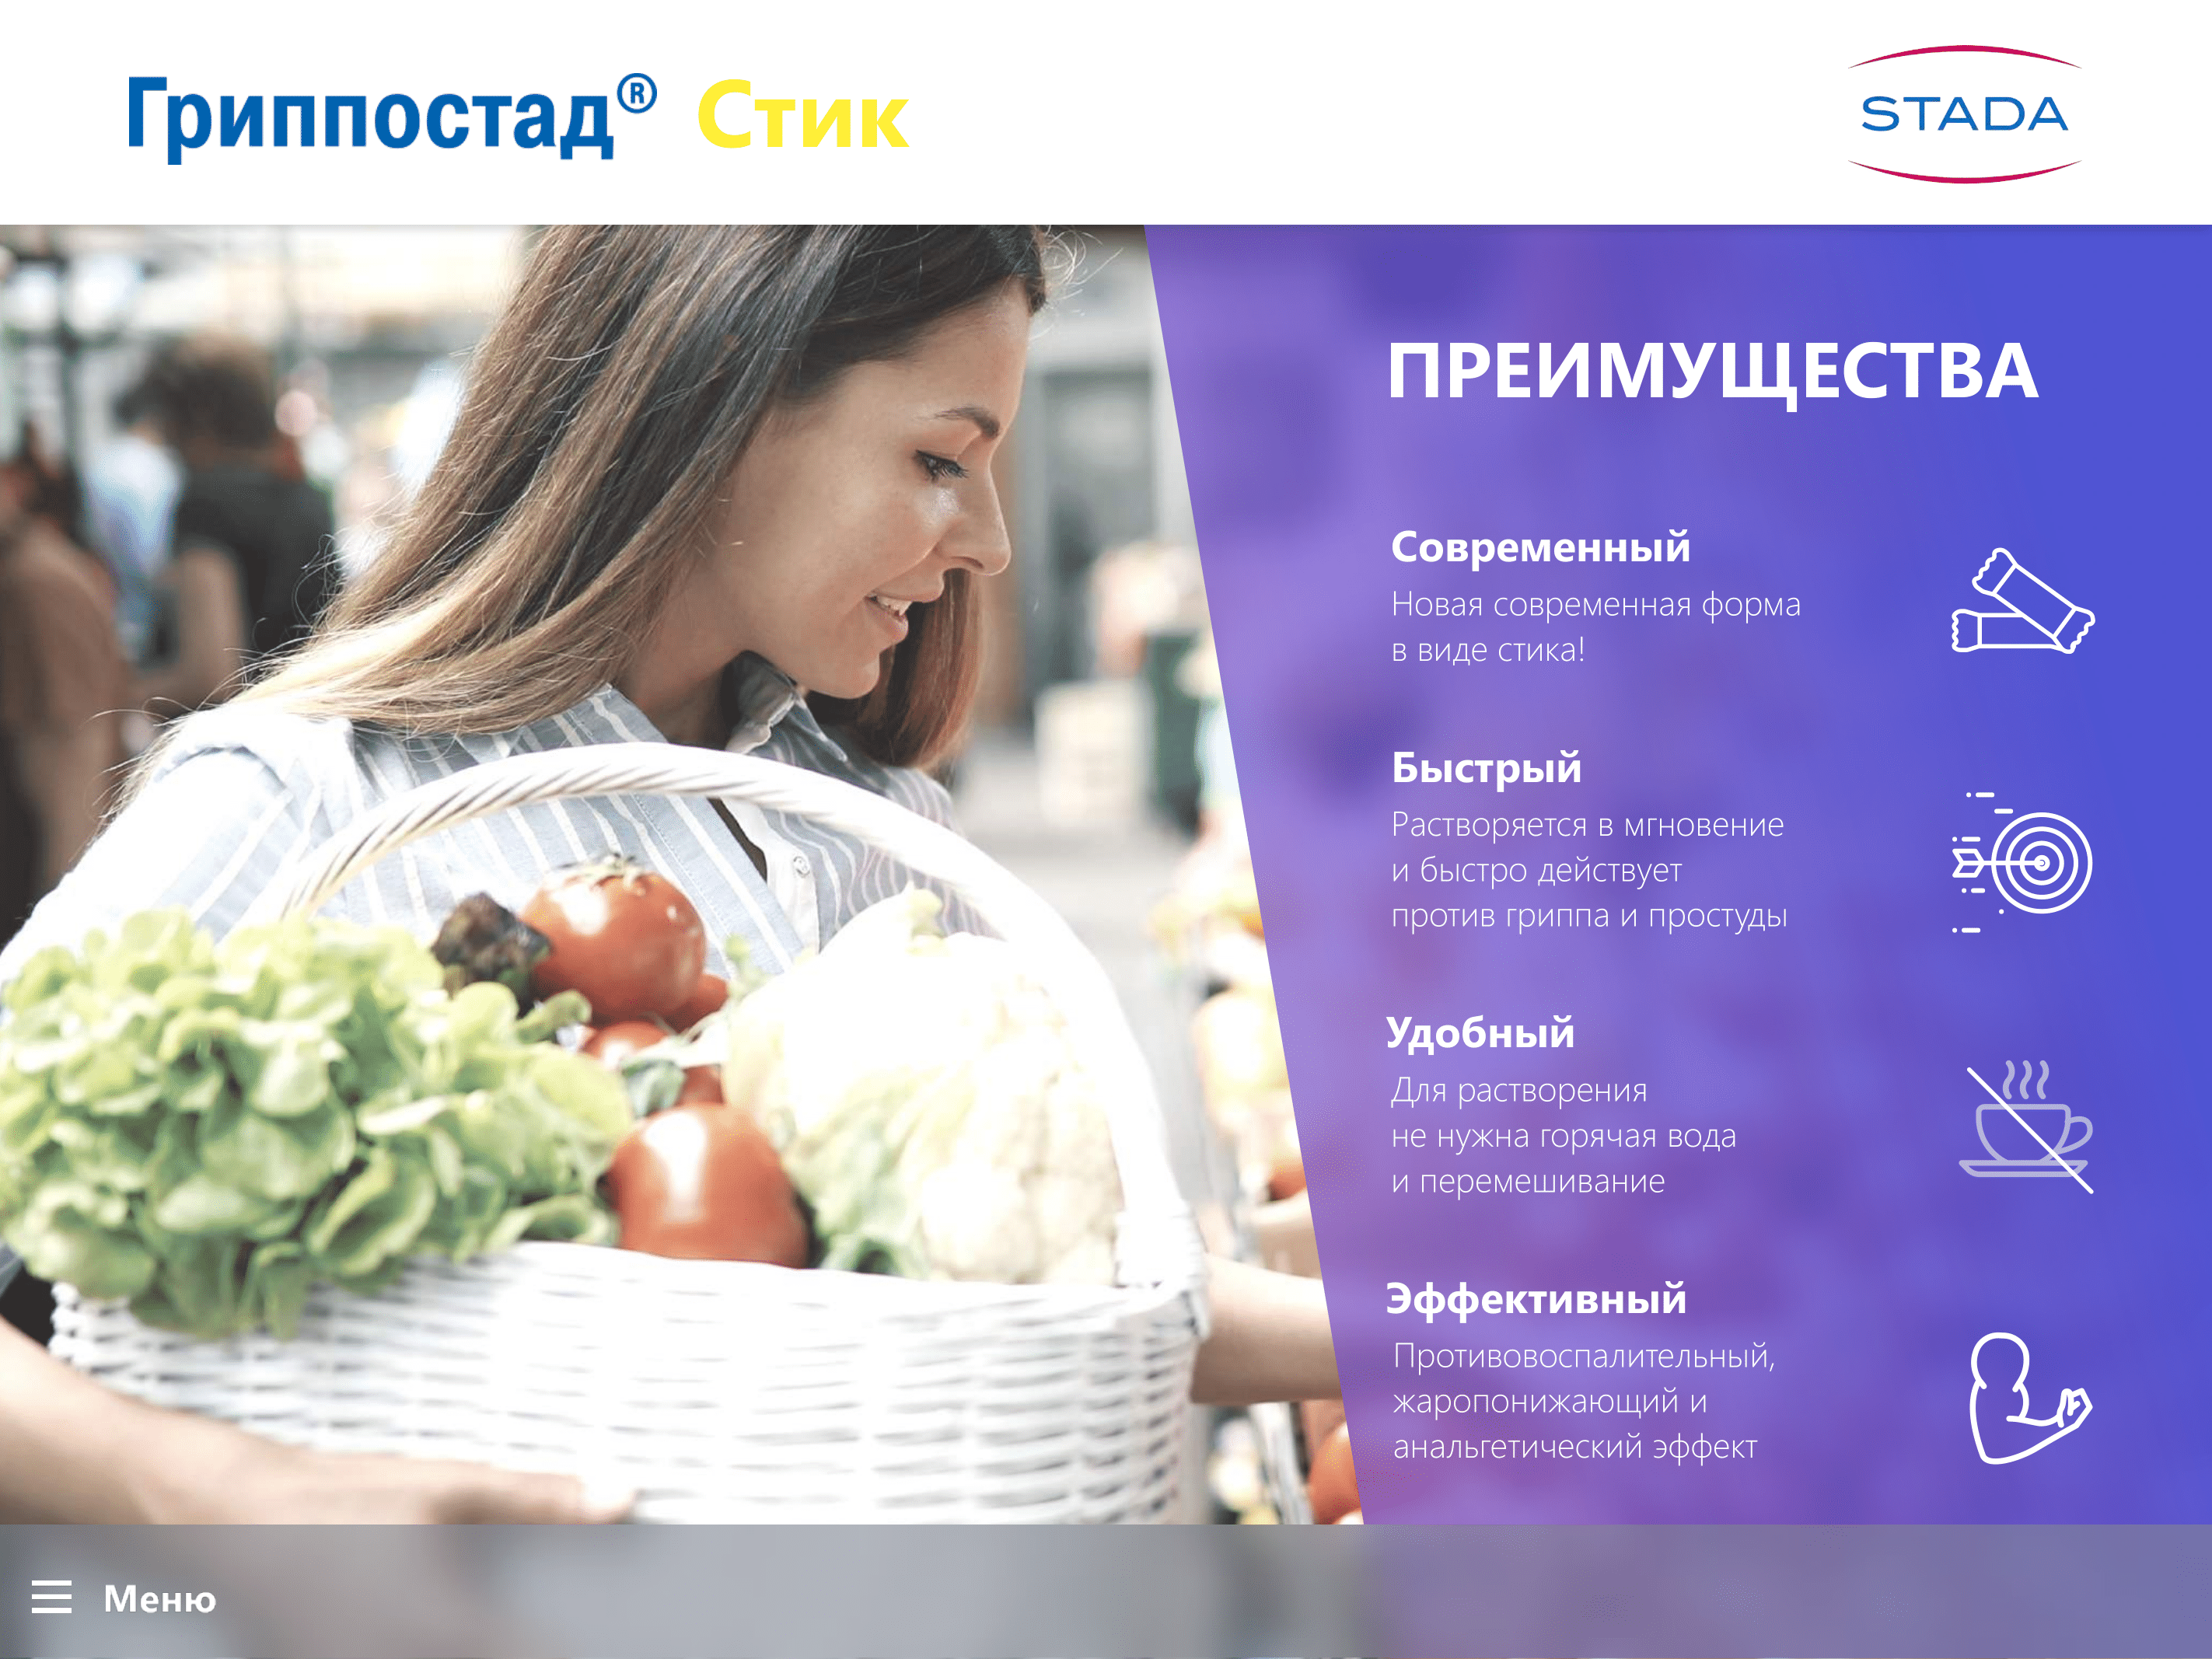 Гриппостад® Стик
STADA
ПРЕИМУЩЕСТВА
Современный
Новая современная форма
в виде стика!
Быстрый
Растворяется в мгновение
и быстро действует
против гриппа и простуды
Удобный
Для растворения
не нужна горячая вода
и перемешивание
Эффективный
Противовоспалительный,
жаропонижающий и
анальгетический эффект
Меню